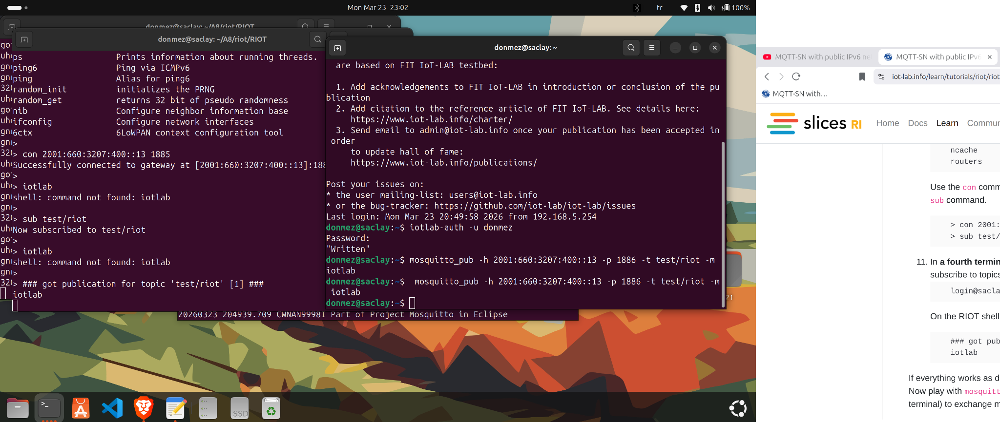 Mon Mar 23 23:02
tr
100%
donmez@saclay: ~/A8/riot/RIOT
donmez@saclay: ~/A8/riot/RIOT
ps Prints information about running threads.
ping6 Ping via ICMPv6
ping Alias for ping6
random_init initializes the PRNG
random_get returns 32 bit of pseudo randomness
nib Configure neighbor information base
ifconfig Configure network interfaces
6ctx 6LoWPAN context configuration tool
>
> con 2001:660:3207:400::13 1885
Successfully connected to gateway at [2001:660:3207:400::13]:188
>
> iotlab
shell: command not found: iotlab
>
> sub test/riot
Now subscribed to test/riot
>
> iotlab
shell: command not found: iotlab
>
> ### got publication for topic 'test/riot' [1] ###
iotlab
donmez@saclay: ~
are based on FIT IoT-LAB testbed:
1. Add acknowledgements to FIT IoT-LAB in introduction or conclusion of the pu
blication
2. Add citation to the reference article of FIT IoT-LAB. See details here:
https://www.iot-lab.info/charter/
3. Send email to admin@iot-lab.info once your publication has been accepted in
order
to update hall of fame:
https://www.iot-lab.info/publications/
Post your issues on:
* the user mailing-list: users@iot-lab.info
* or the bug-tracker: https://github.com/iot-lab/iot-lab/issues
Last login: Mon Mar 23 20:49:58 2026 from 192.168.5.254
donmez@saclay:~$ iotlab-auth -u donmez
Password:
"Written"
donmez@saclay:~$ mosquitto_pub -h 2001:660:3207:400::13 -p 1886 -t test/riot -m
iotlab
donmez@saclay:~$  mosquitto_pub -h 2001:660:3207:400::13 -p 1886 -t test/riot -m
iotlab
donmez@saclay:~$
21
20260323 204939.709 CWNAN9998I Part of Project Mosquitto in Eclipse
SSD
MQTT-SN with public IPv6 ne
MQTT-SN with public IPv6
iot-lab.info/learn/tutorials/riot/riot
MQTT-SN with...
slices RI
Home Docs Learn Commun
ncache
routers
Use the con comm
sub command.
> con 2001:
> sub test/
11. In a fourth termin
subscribe to topics
login@sacla
On the RIOT shell
### got pub
iotlab
If everything works as d
Now play with mosquitt
terminal) to exchange m